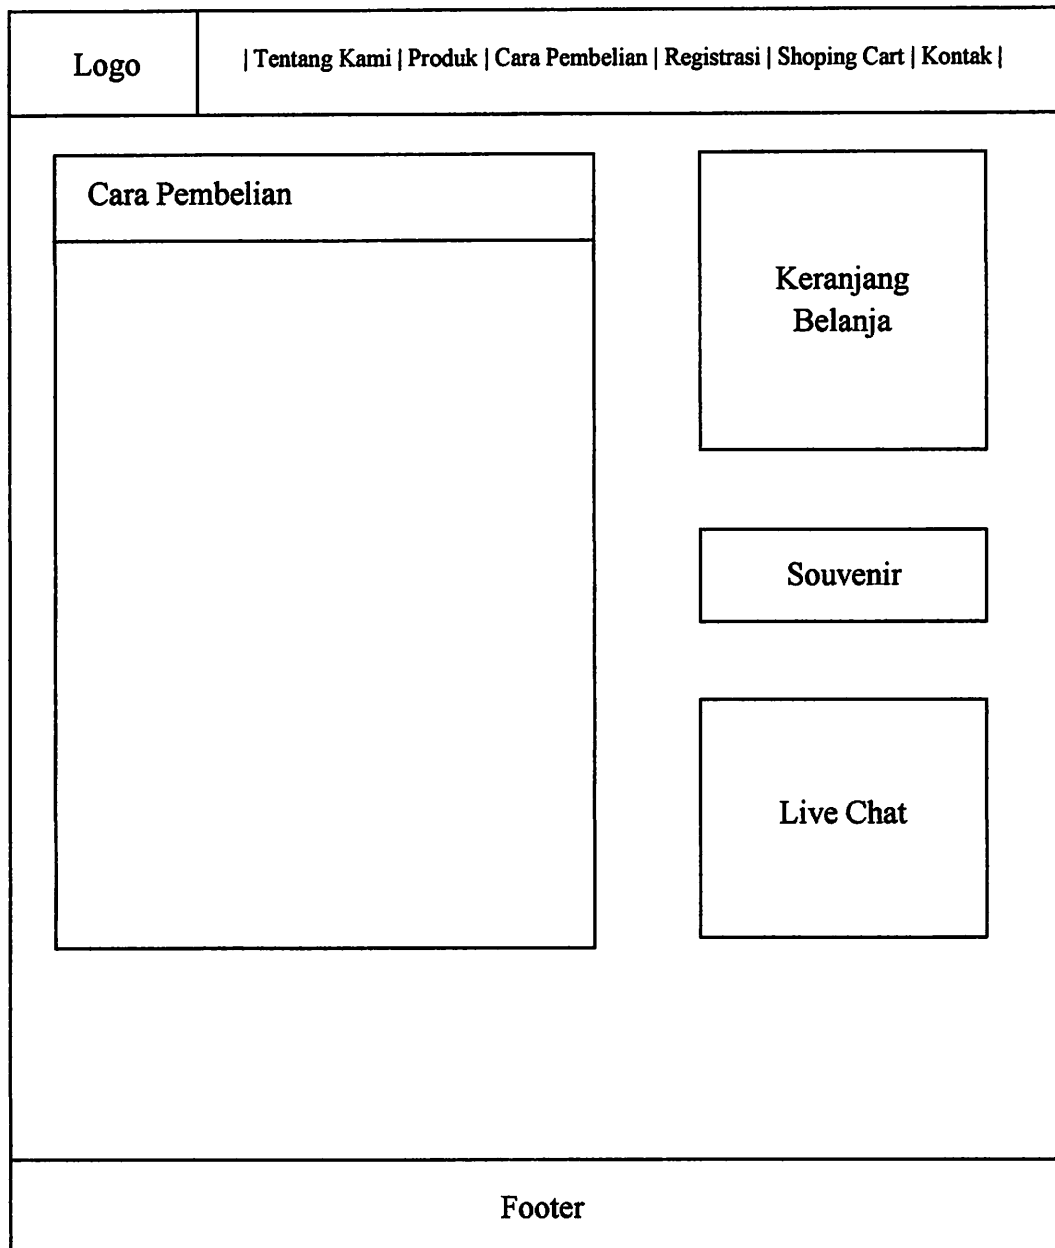 Logo
| Tentang Kami | Produk | Cara Pembelian | Registrasi | Shoping Cart | Kontak |
Cara Pembelian
Keranjang
Belanja
Souvenir
Live Chat
Footer